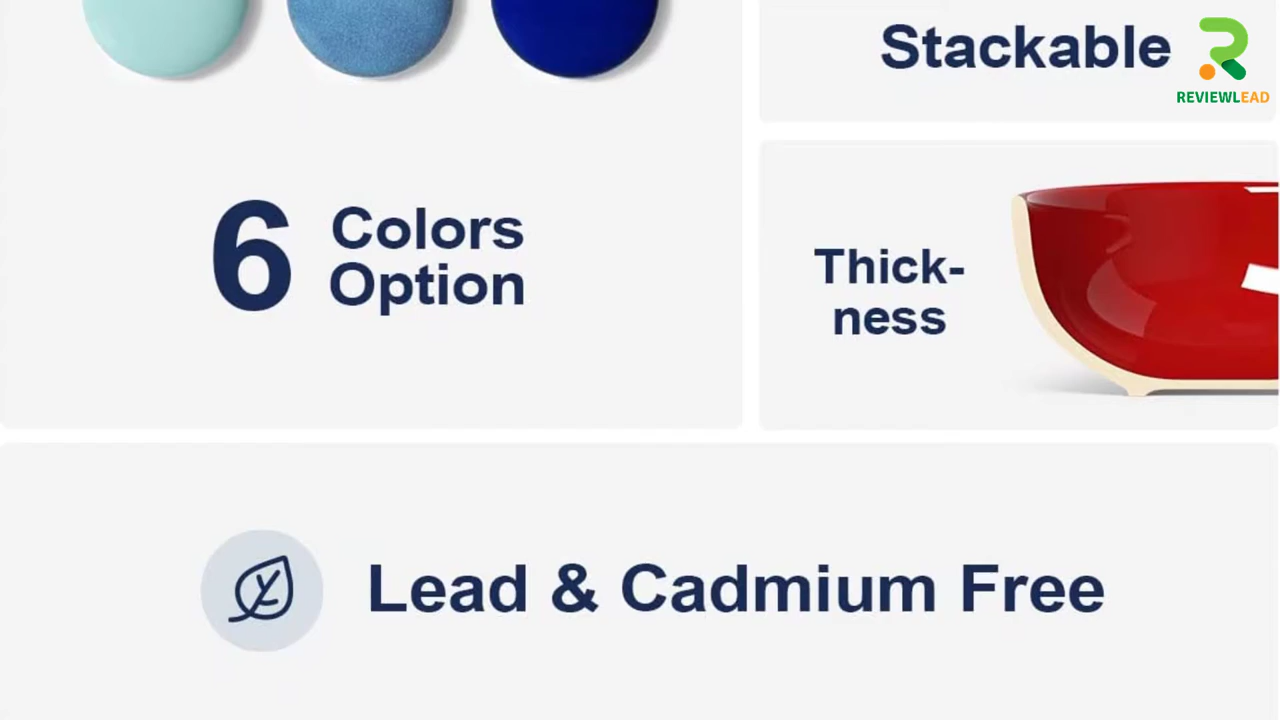 Stackable
REVIEWLEAD
6 Colors
Option
Thick-
ness
Lead & Cadmium Free